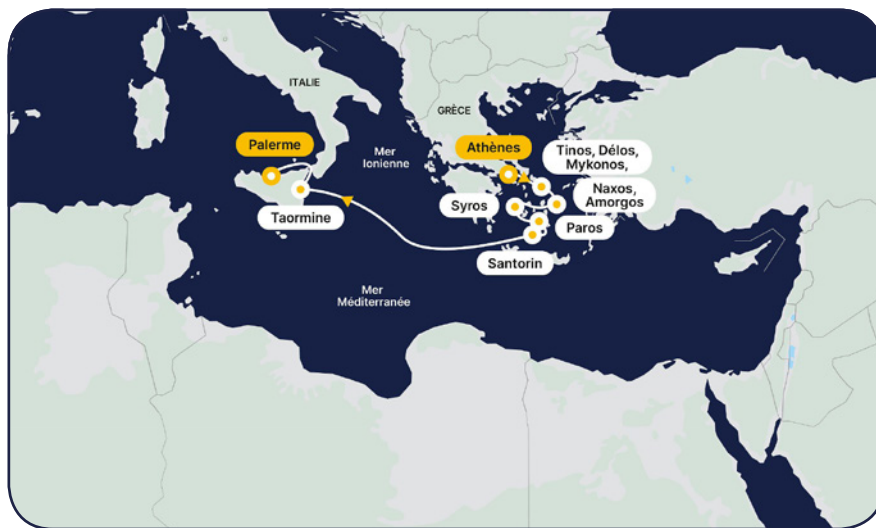 ITALIE
GRÈCE
Palerme
Mer
Ionienne
Athènes
Tinos, Délos,
Mykonos,
Naxos,
Amorgos
Syros
Taormine
Paros
Santorin
Mer
Méditerranée